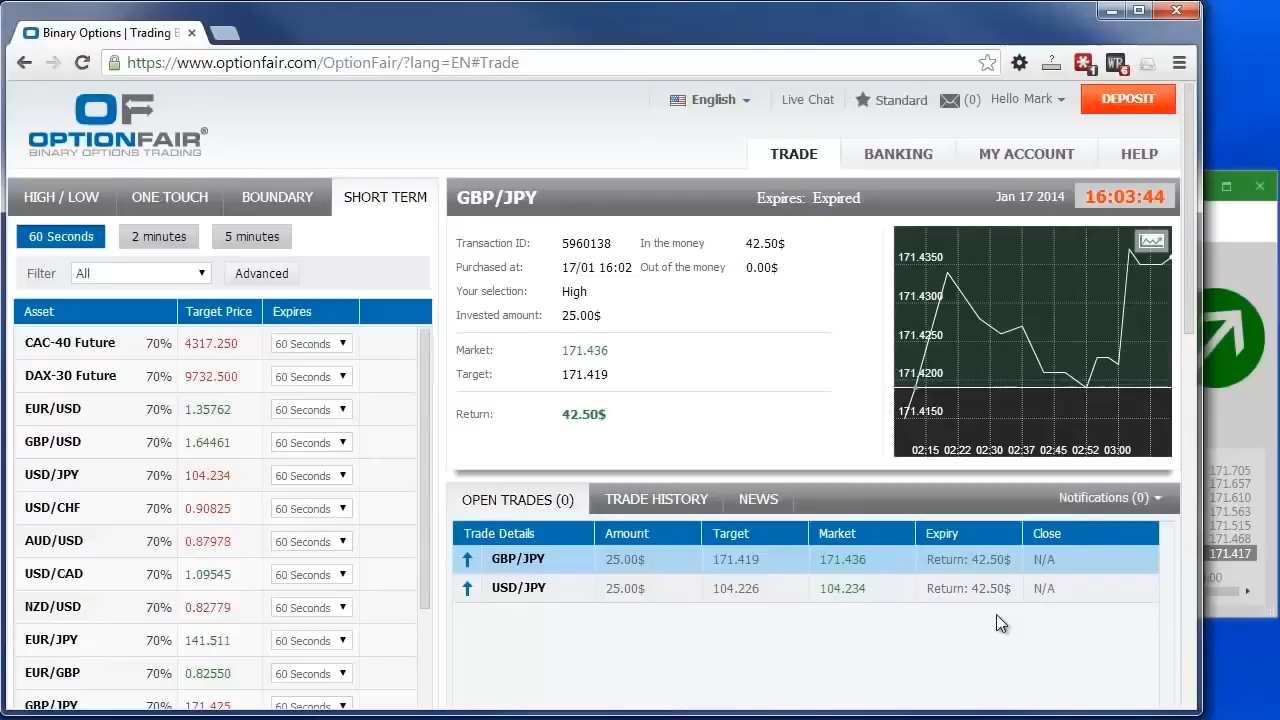 Binary Options | Trading B
https://www.optionfair.com/OptionFair/?lang=EN#Trade
1
WP
6
OF
OPTIONFAIR®
BINARY OPTIONS TRADING
English
Live Chat
Standard
(0)
Hello Mark
DEPOSIT
TRADE
BANKING
MY ACCOUNT
HELP
HIGH / LOW
ONE TOUCH
BOUNDARY
SHORT TERM
60 Seconds
2 minutes
5 minutes
Filter
All
Advanced
Asset Target Price Expires
CAC-40 Future 70% 4317.250 60 Seconds
DAX-30 Future 70% 9732.500 60 Seconds
EUR/USD 70% 1.35762 60 Seconds
GBP/USD 70% 1.64461 60 Seconds
USD/JPY 70% 104.234 60 Seconds
USD/CHF 70% 0.90825 60 Seconds
AUD/USD 70% 0.87978 60 Seconds
USD/CAD 70% 1.09545 60 Seconds
NZD/USD 70% 0.82779 60 Seconds
EUR/JPY 70% 141.511 60 Seconds
EUR/GBP 70% 0.82550 60 Seconds
GBP/JPY 70% 171.425 60 Seconds
GBP/JPY
Expires: Expired
Jan 17 2014
16:03:44
Transaction ID: 5960138 In the money 42.50$
Purchased at: 17/01 16:02 Out of the money 0.00$
Your selection: High
Invested amount: 25.00$
Market: 171.436
Target: 171.419
Return: 42.50$
171.4350
171.4300
171.4250
171.4200
171.4150
02:15 02:22 02:30 02:37 02:45 02:52 03:00
OPEN TRADES (0)
TRADE HISTORY
NEWS
Notifications (0)
Trade Details Amount Target Market Expiry Close
GBP/JPY 25.00$ 171.419 171.436 Return: 42.50$ N/A
USD/JPY 25.00$ 104.226 104.234 Return: 42.50$ N/A
171.705
171.657
171.610
171.563
171.515
171.468
171.417
:00